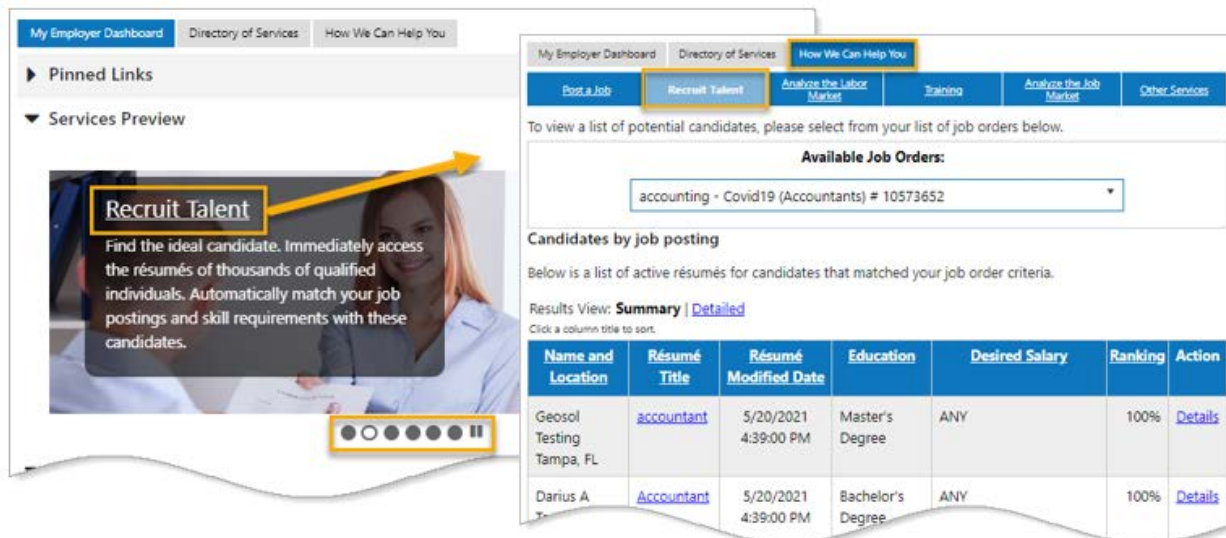 My Employer Dashboard
Directory of Services
How We Can Help You
Pinned Links
Services Preview
Recruit Talent
Find the ideal candidate. Immediately access
the résumés of thousands of qualified
individuals. Automatically match your job
postings and skill requirements with these
candidates.
My Employer Dashboard
Directory of Services
How We Can Help You
Post a Job
Recruit Talent
Analyze the Labor
Market
Training
Analyze the Job
Market
Other Services
To view a list of potential candidates, please select from your list of job orders below.
Available Job Orders:
accounting - Covid19 (Accountants) # 10573652
Candidates by job posting
Below is a list of active résumés for candidates that matched your job order criteria.
Results View: Summary | Detailed
Click a column title to sort.
Name and
Location
Résumé
Title
Résumé
Modified Date
Education
Desired Salary
Ranking
Action
Geosol
Testing
Tampa, FL
accountant
5/20/2021
4:39:00 PM
Master's
Degree
ANY
100%
Details
Darius A
Accountant
5/20/2021
4:39:00 PM
Bachelor's
Degree
ANY
100%
Details